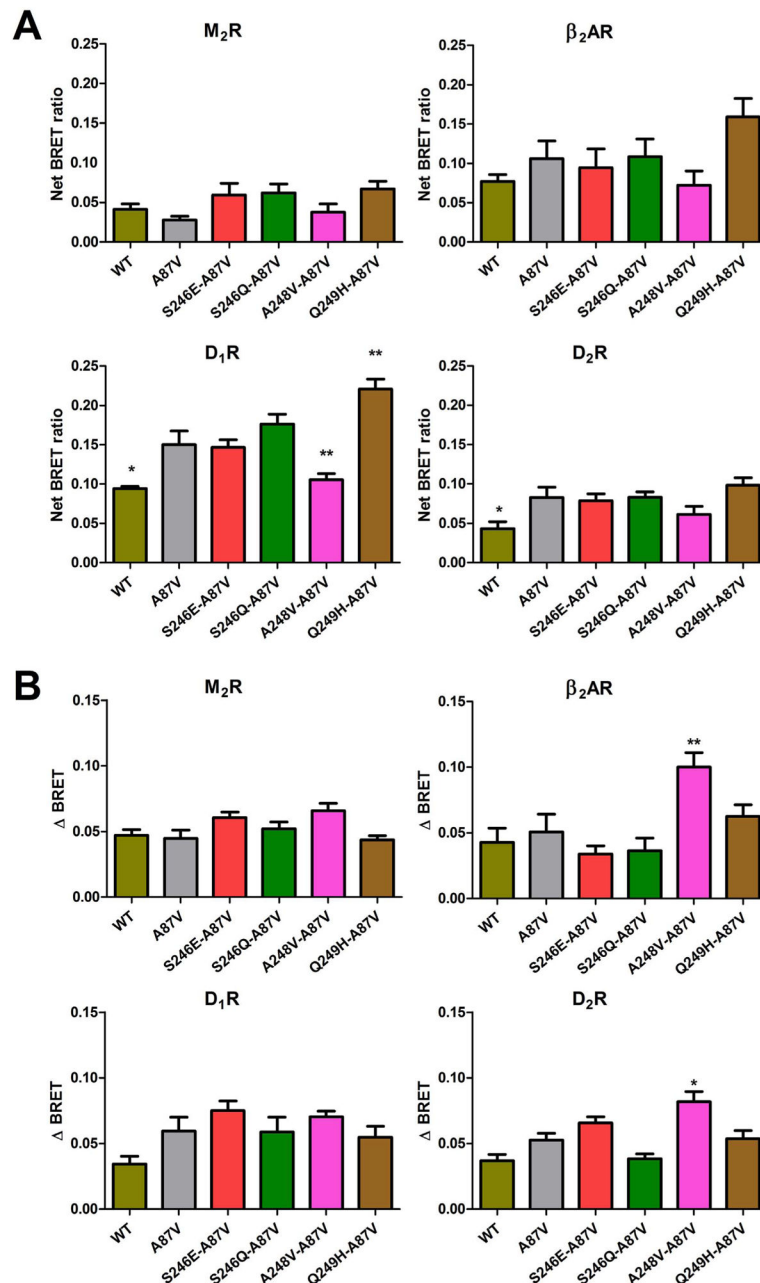 A
M2R
Net BRET ratio
0.25
0.20
0.15
0.10
0.05
0.00
WT
A87V
S246E-A87V
S246Q-A87V
A248V-A87V
Q249H-A87V
β2AR
Net BRET ratio
0.25
0.20
0.15
0.10
0.05
0.00
WT
A87V
S246E-A87V
S246Q-A87V
A248V-A87V
Q249H-A87V
D1R
Net BRET ratio
0.25
0.20
0.15
0.10
0.05
0.00
*
**
**
WT
A87V
S246E-A87V
S246Q-A87V
A248V-A87V
Q249H-A87V
D2R
Net BRET ratio
0.25
0.20
0.15
0.10
0.05
0.00
*
WT
A87V
S246E-A87V
S246Q-A87V
A248V-A87V
Q249H-A87V
B
M2R
Δ BRET
0.15
0.10
0.05
0.00
WT
A87V
S246E-A87V
S246Q-A87V
A248V-A87V
Q249H-A87V
β2AR
Δ BRET
0.15
0.10
0.05
0.00
**
WT
A87V
S246E-A87V
S246Q-A87V
A248V-A87V
Q249H-A87V
D1R
Δ BRET
0.15
0.10
0.05
0.00
WT
A87V
S246E-A87V
S246Q-A87V
A248V-A87V
Q249H-A87V
D2R
Δ BRET
0.15
0.10
0.05
0.00
*
WT
A87V
S246E-A87V
S246Q-A87V
A248V-A87V
Q249H-A87V